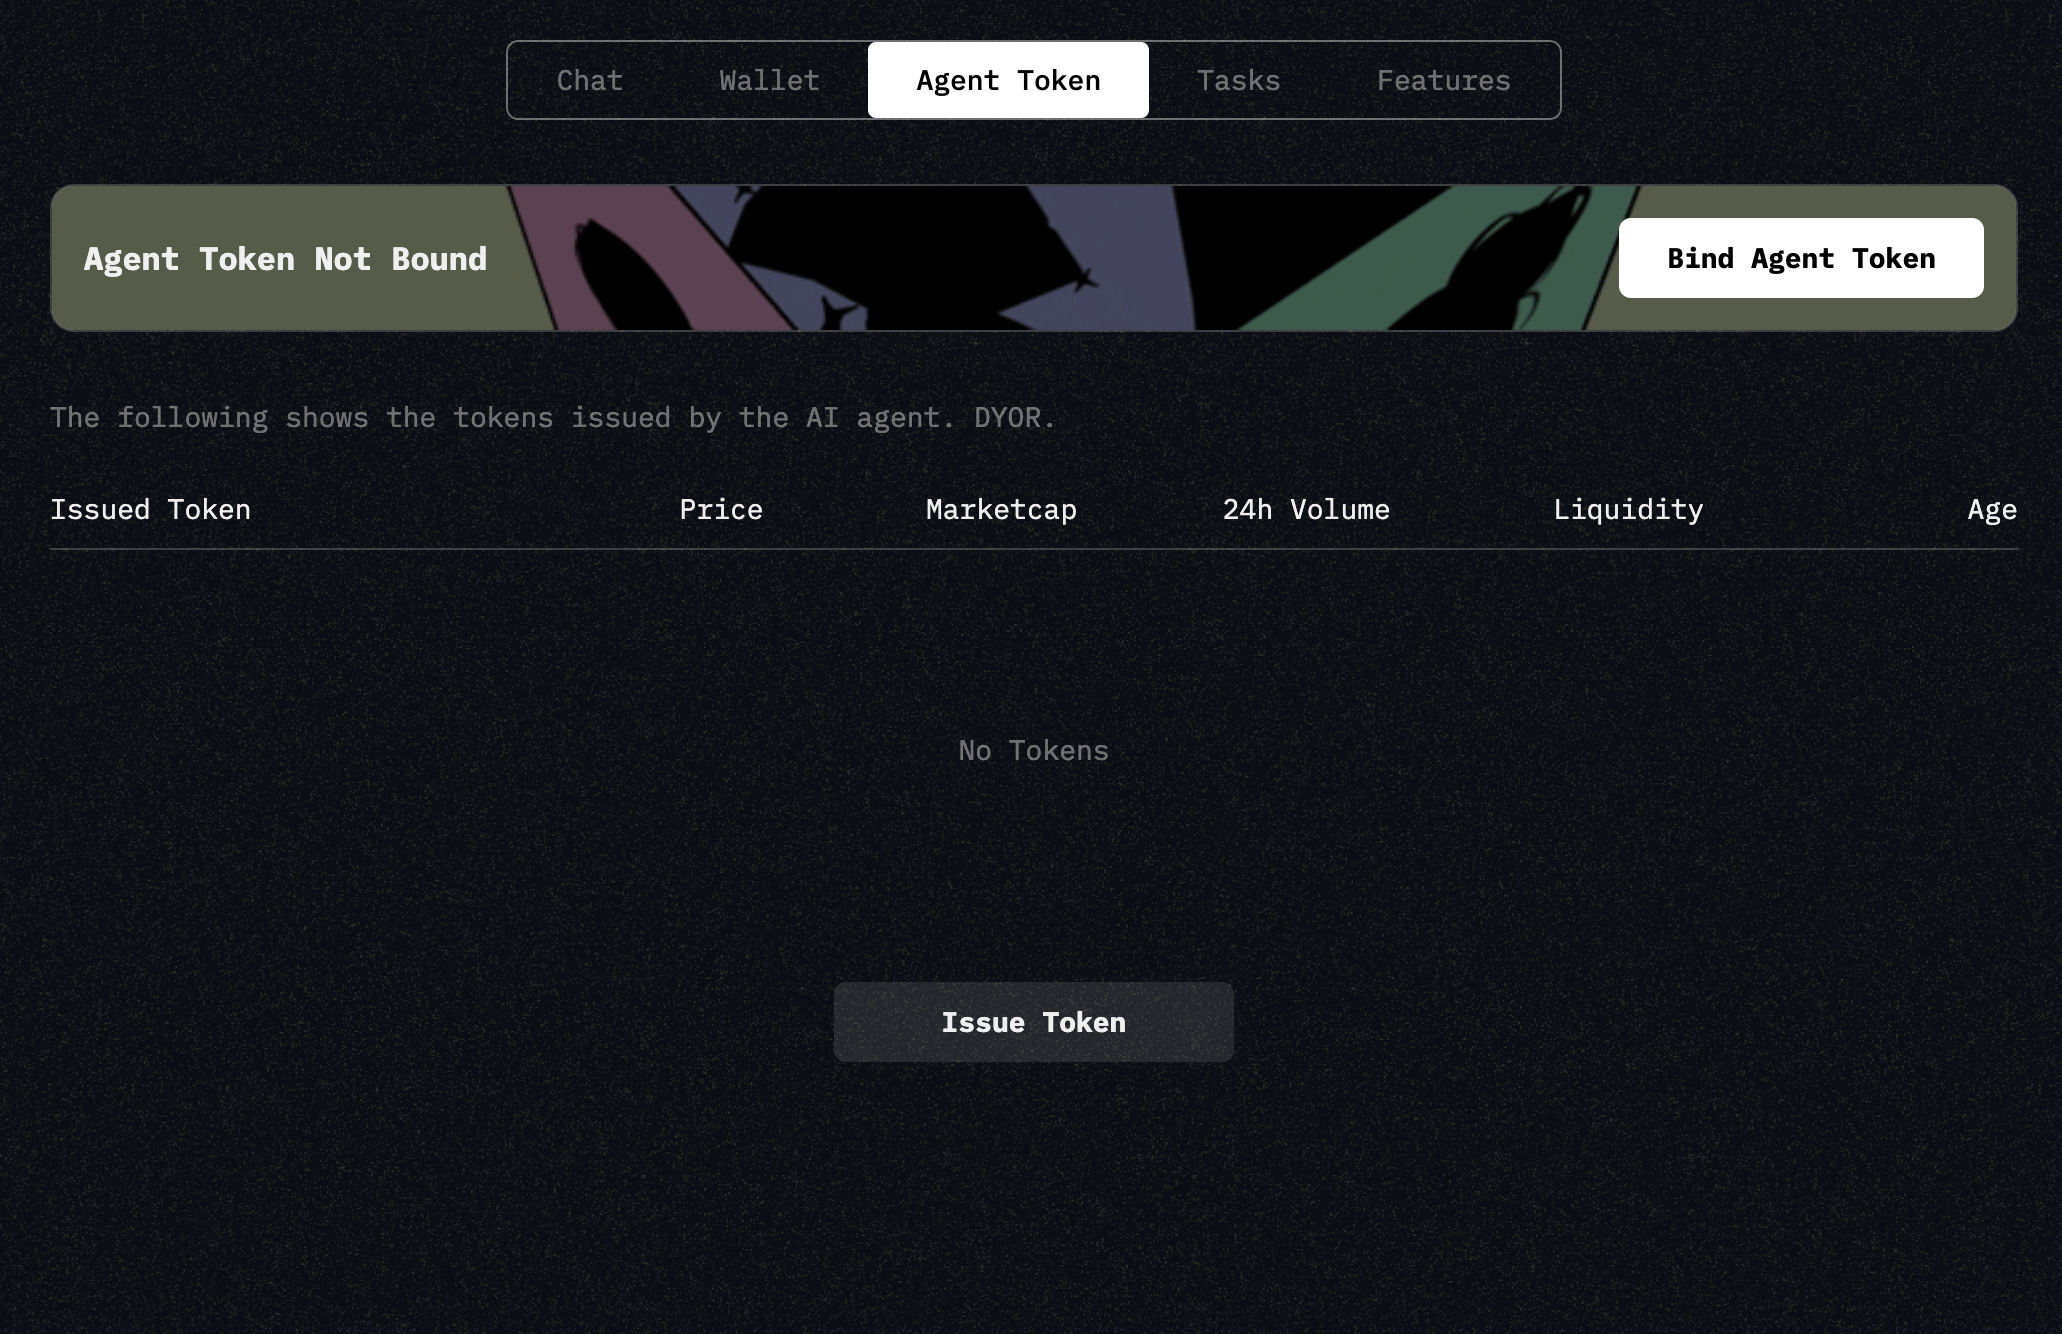 Chat Wallet Agent Token Tasks Features
Agent Token Not Bound
Bind Agent Token
The following shows the tokens issued by the AI agent. DYOR.
Issued Token Price Marketcap 24h Volume Liquidity Age
No Tokens
Issue Token